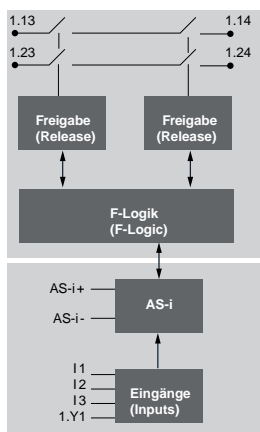 1.13 1.14
1.23 1.24
Freigabe Freigabe
(Release) (Release)
F-Logik
(F-Logic)
AS-i+
AS-i
AS-i-
I1
I2
I3
1.Y1
Eingänge
(Inputs)